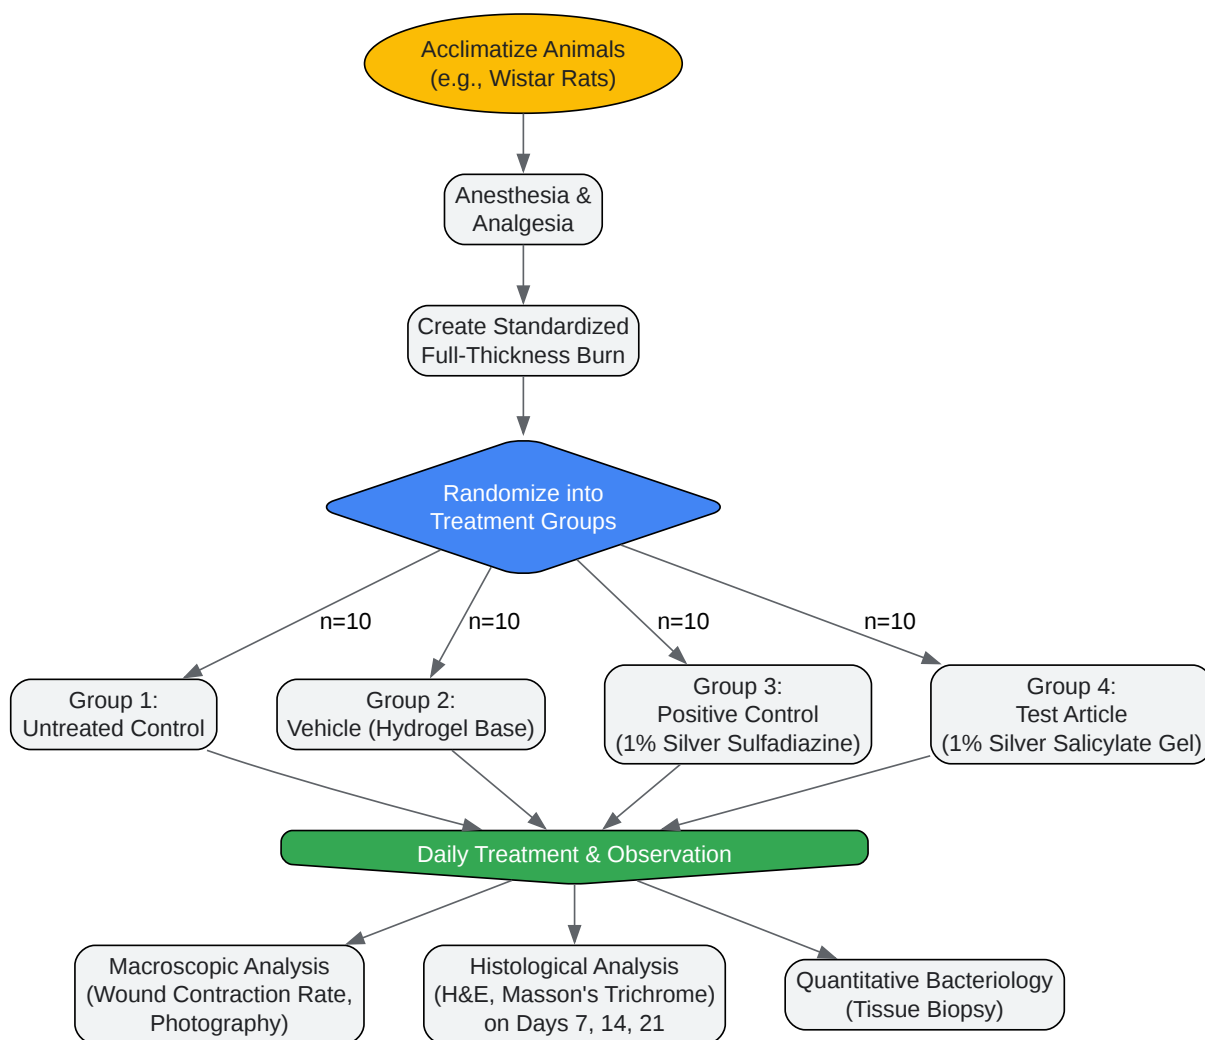 Acclimatize Animals
(e.g., Wistar Rats)
Anesthesia &
Analgesia
Create Standardized
Full-Thickness Burn
Randomize into
Treatment Groups
n=10
n=10
n=10
n=10
Group 1:
Untreated Control
Group 2:
Vehicle (Hydrogel Base)
Group 3:
Positive Control
(1% Silver Sulfadiazine)
Group 4:
Test Article
(1% Silver Salicylate Gel)
Daily Treatment & Observation
Macroscopic Analysis
(Wound Contraction Rate,
Photography)
Histological Analysis
(H&E, Masson's Trichrome)
on Days 7, 14, 21
Quantitative Bacteriology
(Tissue Biopsy)